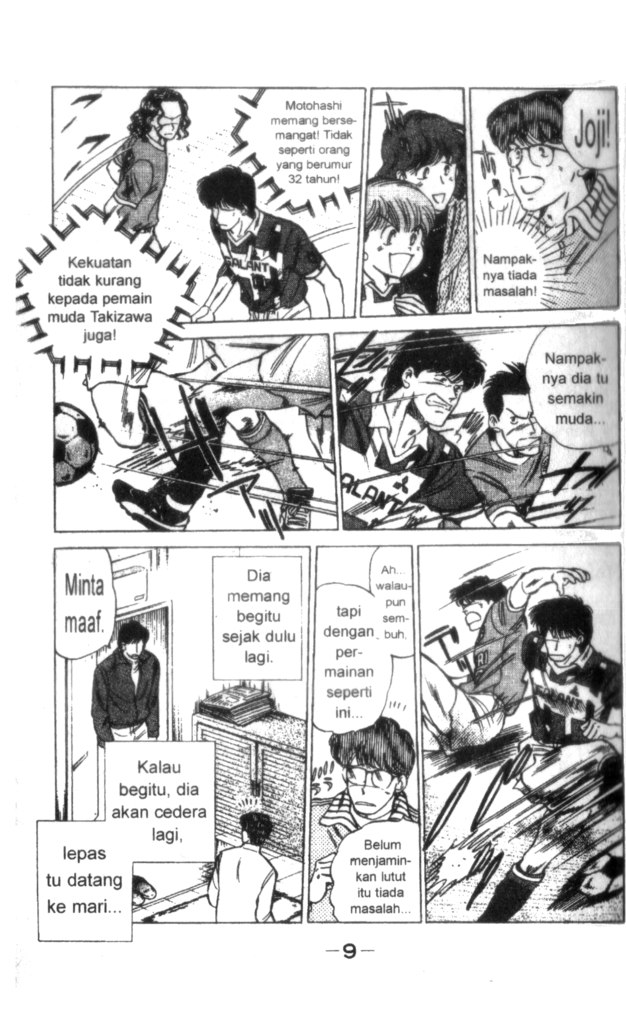 Joji!
Nampak-
nya tiada
masalah!
Motohashi
memang berse-
mangat! Tidak
seperti orang
yang berumur
32 tahun!
GALANT
Kekuatan
tidak kurang
kepada pemain
muda Takizawa
juga!
Nampak-
nya dia tu
semakin
muda...
GALANT
GALANT
Ah...
walau-
pun
sem-
buh.
tapi
dengan
per-
mainan
seperti
ini...
Belum
menjamin-
kan lutut
itu tiada
masalah...
Dia
memang
begitu
sejak dulu
lagi.
Minta
maaf.
Kalau
begitu, dia
akan cedera
lagi,
lepas
tu datang
ke mari...
—9—